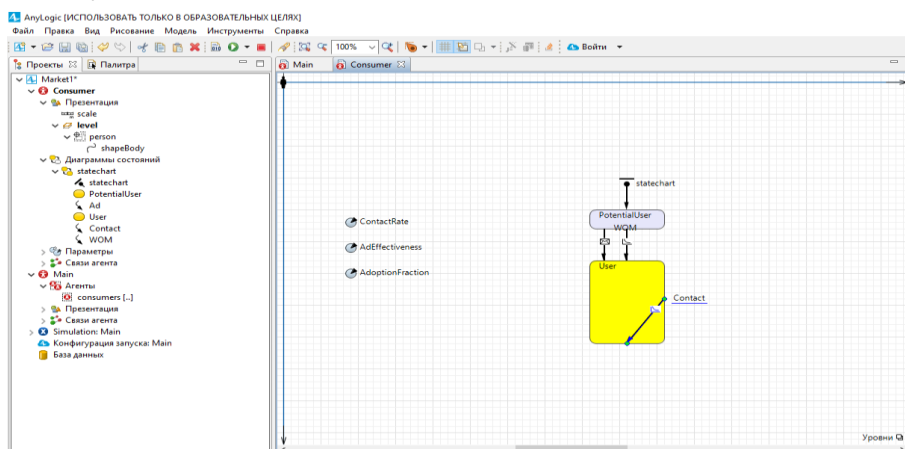 AnyLogic [ИСПОЛЬЗОВАТЬ ТОЛЬКО В ОБРАЗОВАТЕЛЬНЫХ ЦЕЛЯХ]
Файл Правка Вид Рисование Модель Инструменты Справка
100% Войти
Проекты Палитра Main Consumer
Market1*
Consumer
Презентация
scale
level
person
shapeBody
Диаграммы состояний
statechart
statechart
PotentialUser
Ad
User
Contact
WOM
Параметры
Связи агента
Main
Агенты
consumers [..]
Презентация
Связи агента
Simulation: Main
Конфигурация запуска: Main
База данных
ContactRate
AdEffectiveness
AdoptionFraction
statechart
PotentialUser
WOM
User
Contact
Уровни